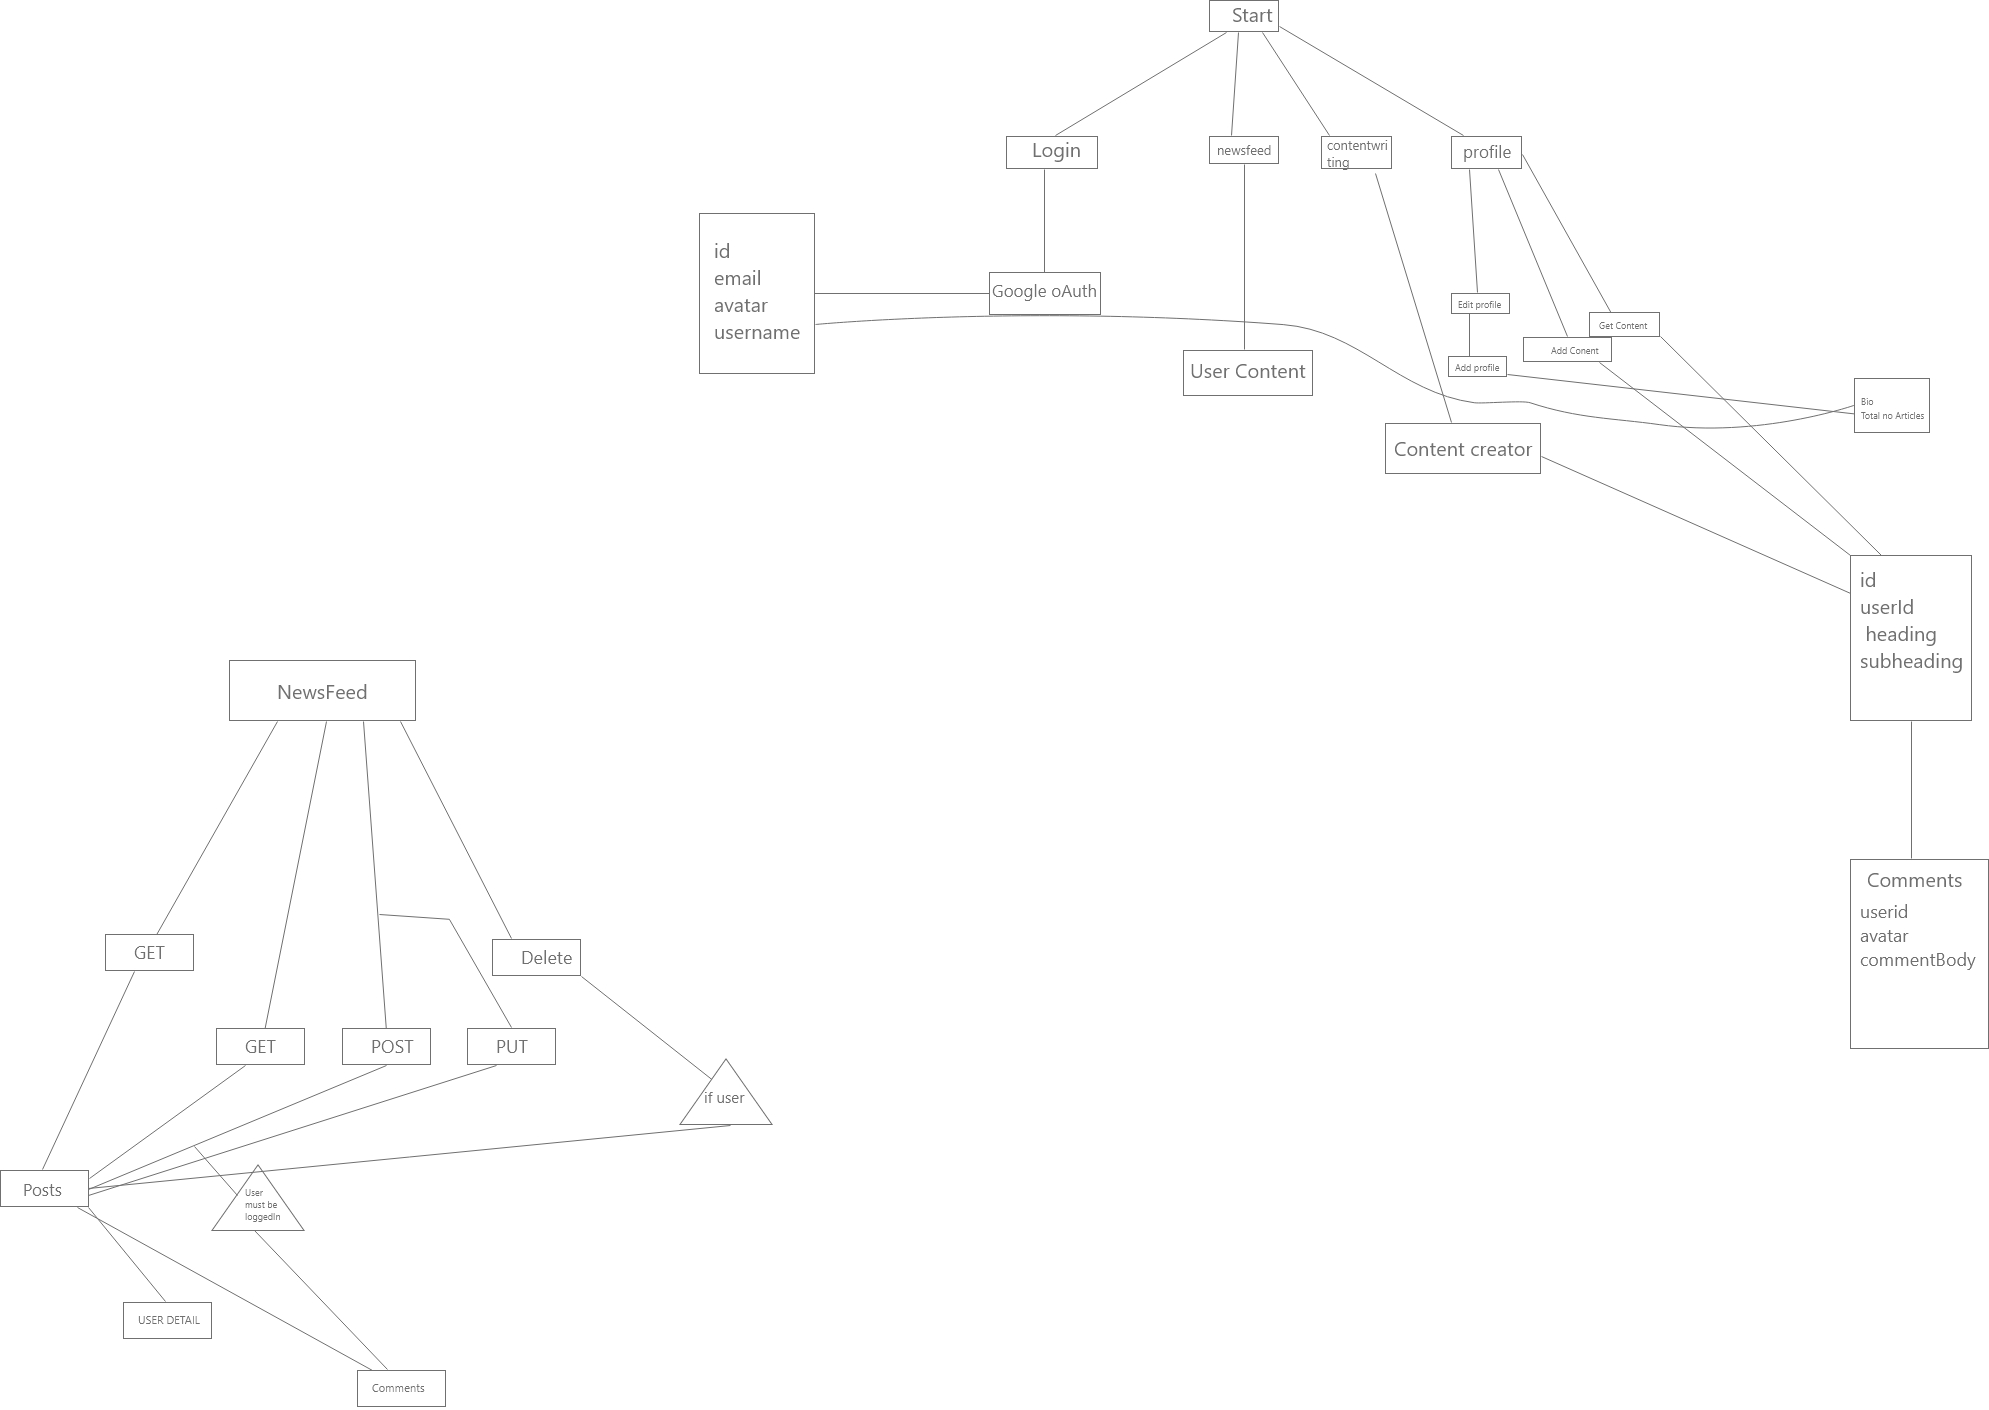 Start
Login
newsfeed
contentwri
ting
profile
id
email
avatar
username
Google oAuth
Edit profile
Get Content
Add Conent
User Content
Add profile
Bio
Total no Articles
Content creator
id
userId
heading
subheading
NewsFeed
Comments
userid
avatar
commentBody
GET
Delete
GET
POST
PUT
if user
Posts
User
must be
loggedIn
USER DETAIL
Comments